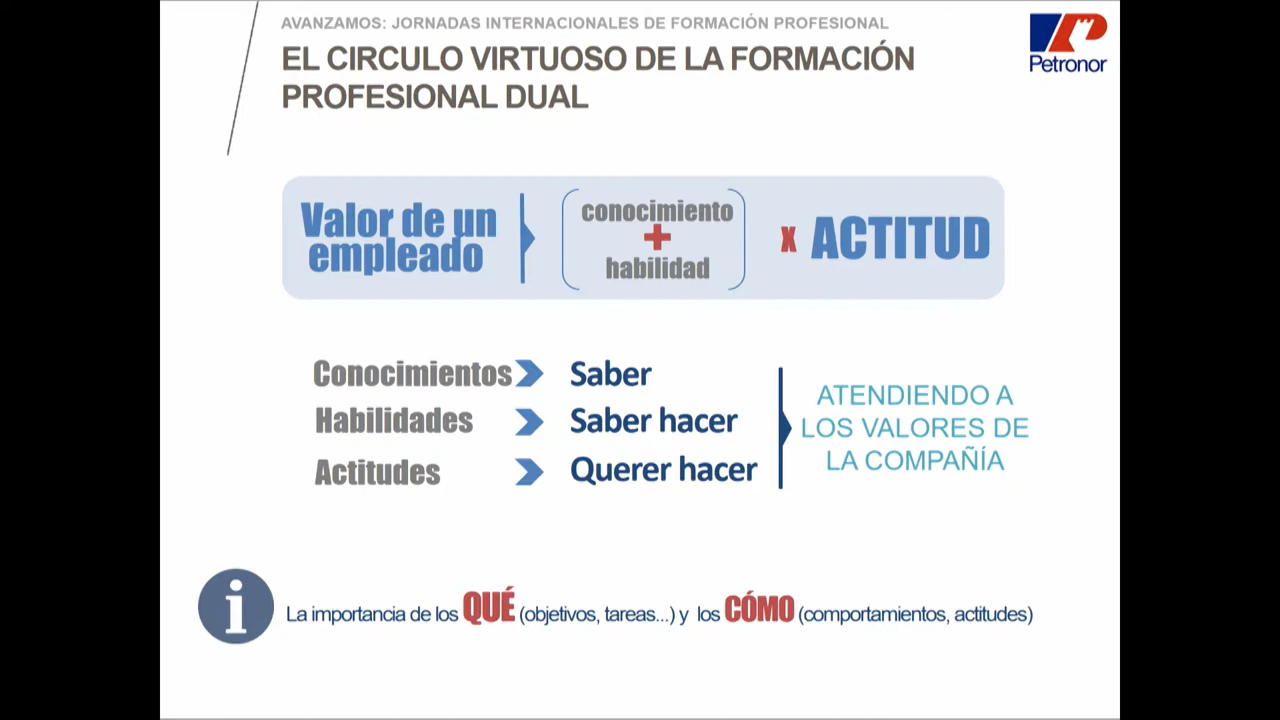 AVANZAMOS: JORNADAS INTERNACIONALES DE FORMACIÓN PROFESIONAL
EL CIRCULO VIRTUOSO DE LA FORMACIÓN
PROFESIONAL DUAL
Petronor
Valor de un
empleado
conocimiento
+
habilidad
x ACTITUD
Conocimientos Saber
Habilidades Saber hacer
Actitudes Querer hacer
ATENDIENDO A
LOS VALORES DE
LA COMPAÑÍA
i
La importancia de los QUÉ (objetivos, tareas...) y los CÓMO (comportamientos, actitudes)